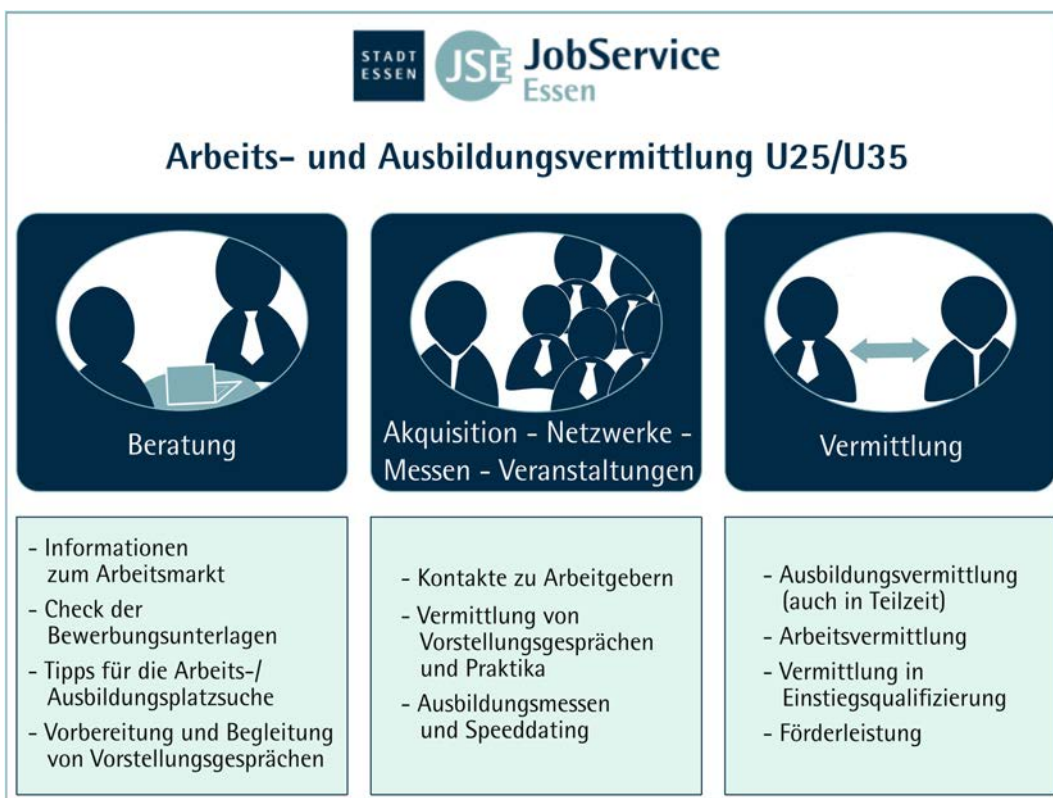 STADT
ESSEN
JSE
JobService
Essen
Arbeits- und Ausbildungsvermittlung U25/U35
Beratung
- Informationen
zum Arbeitsmarkt
- Check der
Bewerbungsunterlagen
- Tipps für die Arbeits-/
Ausbildungsplatzsuche
- Vorbereitung und Begleitung
von Vorstellungsgesprächen
Akquisition - Netzwerke -
Messen - Veranstaltungen
- Kontakte zu Arbeitgebern
- Vermittlung von
Vorstellungsgesprächen
und Praktika
- Ausbildungsmessen
und Speeddating
Vermittlung
- Ausbildungsvermittlung
(auch in Teilzeit)
- Arbeitsvermittlung
- Vermittlung in
Einstiegsqualifizierung
- Förderleistung